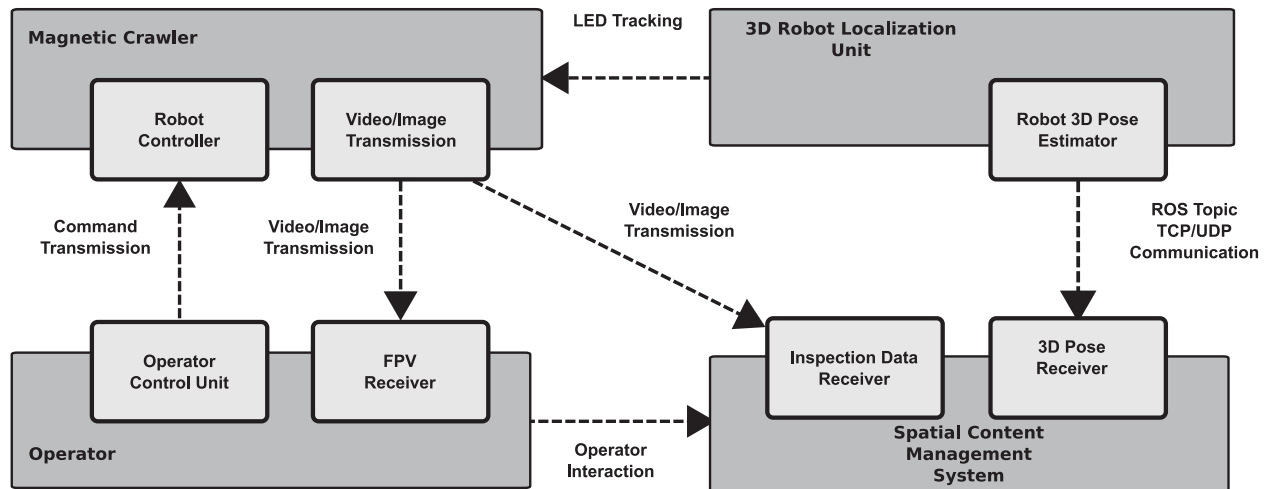 LED Tracking
Magnetic Crawler
3D Robot Localization
Unit
Robot
Controller
Video/Image
Transmission
Robot 3D Pose
Estimator
Command
Transmission
Video/Image
Transmission
Video/Image
Transmission
ROS Topic
TCP/UDP
Communication
Operator
Control Unit
FPV
Receiver
Inspection Data
Receiver
3D Pose
Receiver
Operator
Operator
Interaction
Spatial Content
Management
System